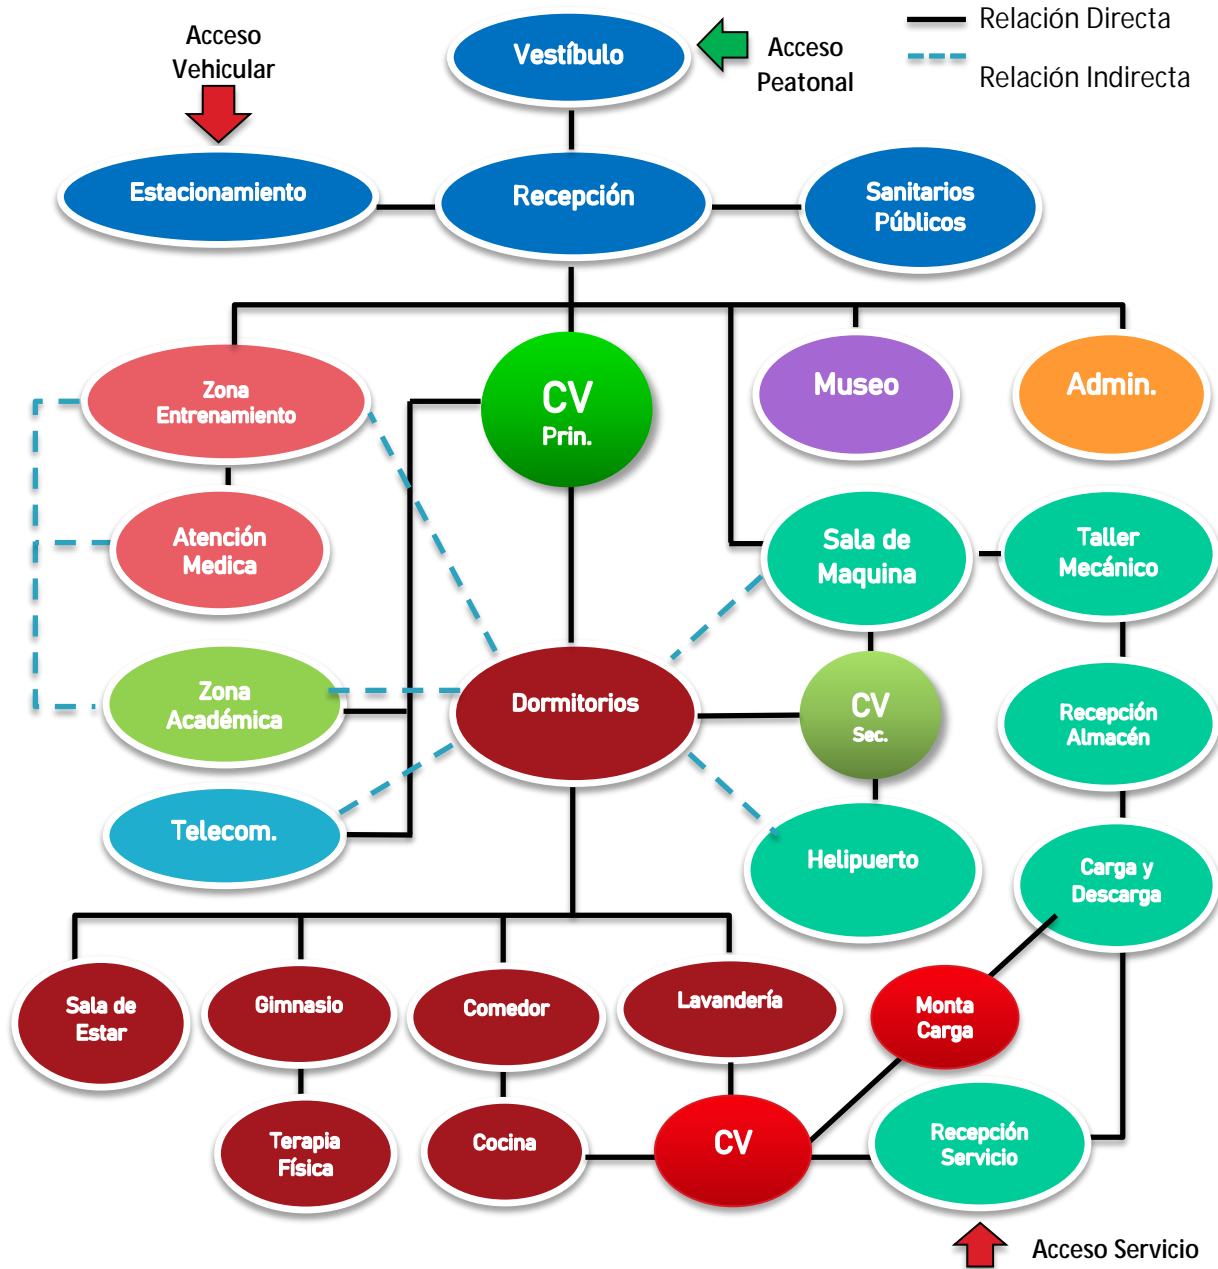 Relación Directa
Acceso
Vehicular
Vestíbulo
Acceso
Peatonal
Relación Indirecta
Estacionamiento
Recepción
Sanitarios
Públicos
Zona
Entrenamiento
CV
Prin.
Museo
Admin.
Atención
Medica
Sala de
Maquina
Taller
Mecánico
Zona
Académica
Dormitorios
CV
Sec.
Recepción
Almacén
Telecom.
Helipuerto
Carga y
Descarga
Sala de
Estar
Gimnasio
Comedor
Lavandería
Monta
Carga
Terapia
Física
Cocina
CV
Recepción
Servicio
Acceso Servicio